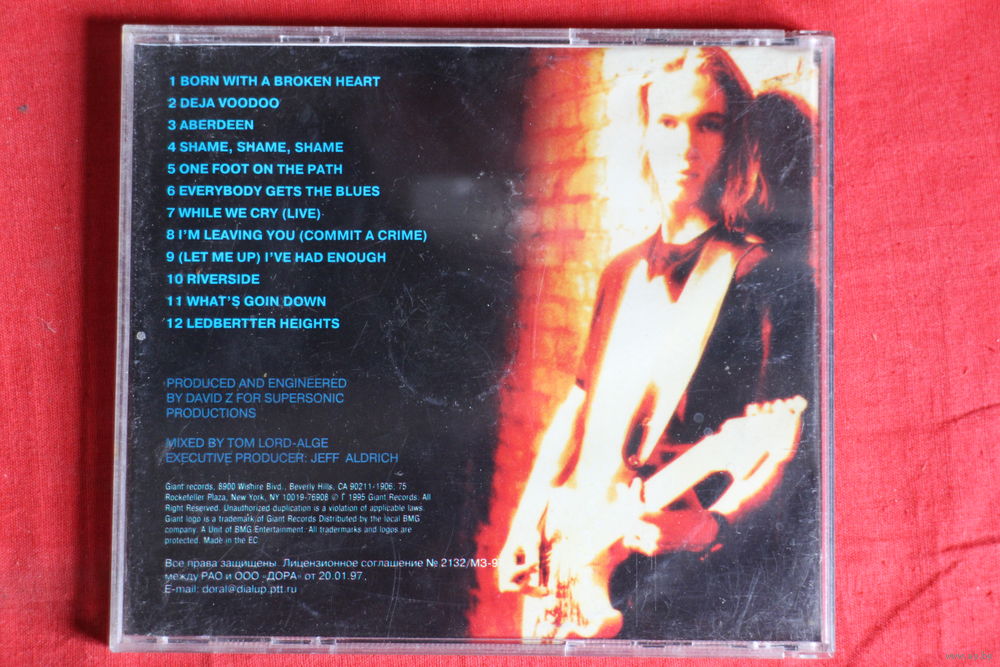 1 BORN WITH A BROKEN HEART
2 DEJA VOODOO
3 ABERDEEN
4 SHAME, SHAME, SHAME
5 ONE FOOT ON THE PATH
6 EVERYBODY GETS THE BLUES
7 WHILE WE CRY (LIVE)
8 I'M LEAVING YOU (COMMIT A CRIME)
9 (LET ME UP) I'VE HAD ENOUGH
10 RIVERSIDE
11 WHAT'S GOIN DOWN
12 LEDBERTTER HEIGHTS
PRODUCED AND ENGINEERED
BY DAVID Z FOR SUPERSONIC
PRODUCTIONS
MIXED BY TOM LORD-ALGE
EXECUTIVE PRODUCER: JEFF ALDRICH
Giant records, 8900 Wishire Blvd., Beverly Hills, CA 90211-1906; 75
Rocketeller Plaza, New York, NY 10019-76908 © Γ 1995 Giant Records. All
Right Reserved. Unauthorized duplication is a violation of applicable laws
Giant logo is a trademark of Giant Records Distributed by the local BMG
company. A Unit of BMG Entertainment. All tradermarks and logos are
protected. Made in the EC
Все права защищены. Лицензионное соглашение № 2132/МЗ-9
между РАО и ООО «ДОРА» от 20.01.97.
E-mail: doral@dialup.ptt.ru